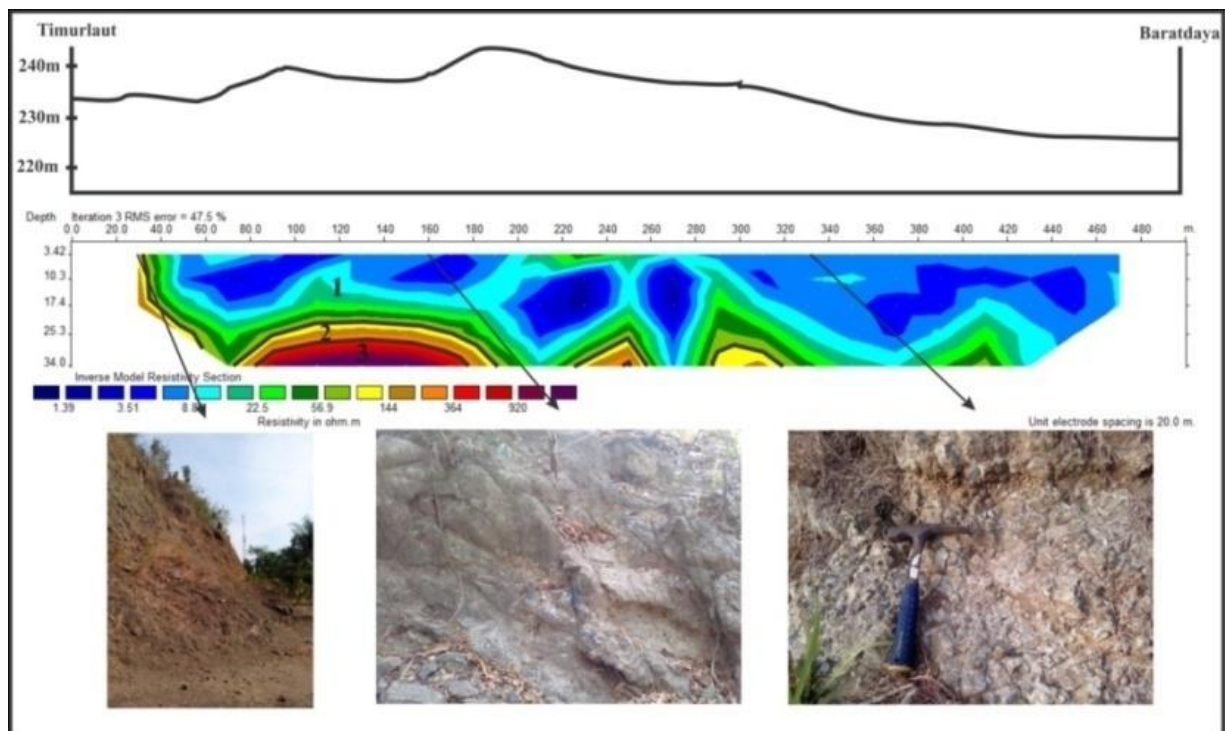 Timurlaut
Baratdaya
240m
230m
220m
Depth Iteration 3 RMS error = 47.5 %
0.0 20.0 40.0 60.0 80.0 100 120 140 160 180 200 220 240 260 280 300 320 340 360 380 400 420 440 460 480 m.
3.42
10.3
17.4
25.3
34.0
1
2
3
Inverse Model Resistivity Section
1.39 3.51 22.5 56.9 144 364 920
Resistivity in ohm.m
Unit electrode spacing is 20.0 m.